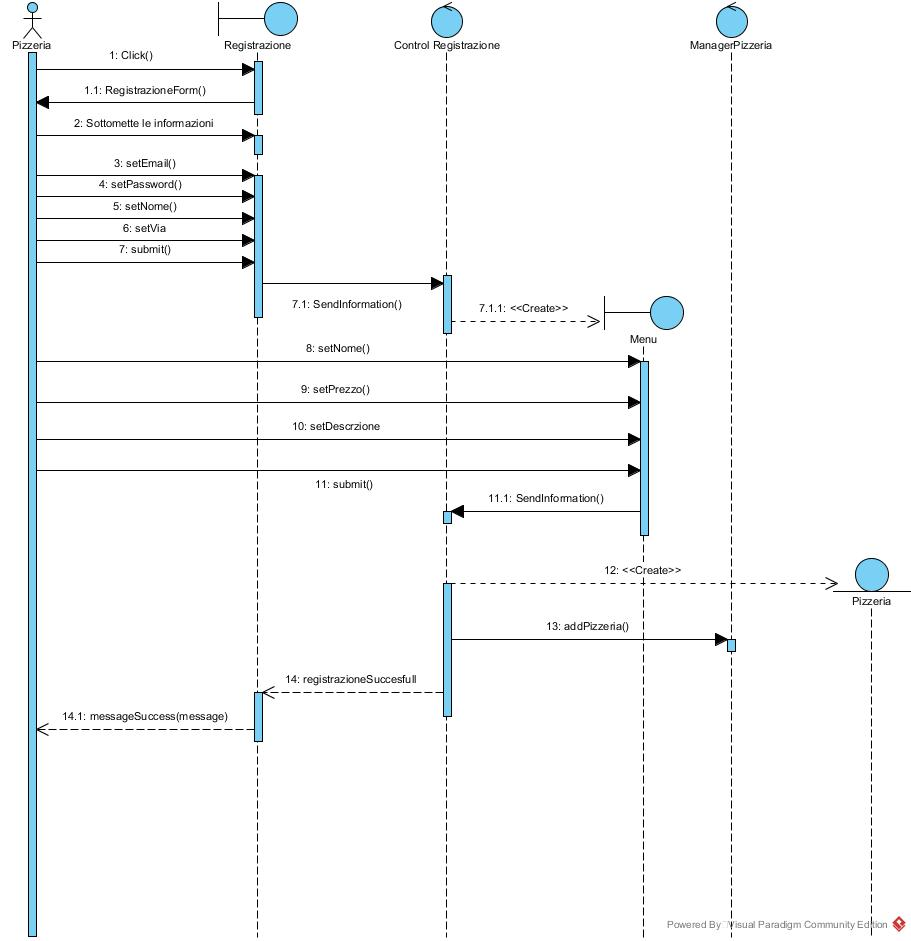 Pizzeria
Registrazione
Control Registrazione
ManagerPizzeria
1: Click()
1.1: RegistrazioneForm()
2: Sottomette le informazioni
3: setEmail()
4: setPassword()
5: setNome()
6: setVia
7: submit()
7.1: SendInformation()
7.1.1: <<Create>>
Menu
8: setNome()
9: setPrezzo()
10: setDescrzione
11: submit()
11.1: SendInformation()
12: <<Create>>
Pizzeria
13: addPizzeria()
14: registrazioneSuccesfull
14.1: messageSuccess(message)
Powered By Visual Paradigm Community Edition